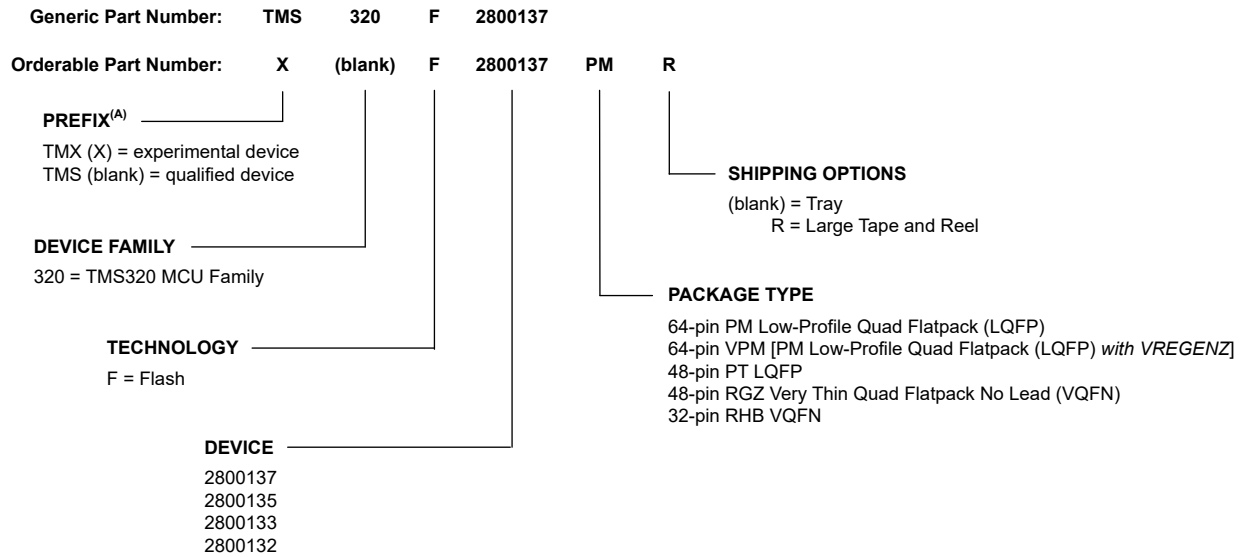 Generic Part Number: TMS 320 F 2800137
Orderable Part Number: X (blank) F 2800137 PM R
PREFIX(A)
TMX (X) = experimental device
TMS (blank) = qualified device
SHIPPING OPTIONS
(blank) = Tray
R = Large Tape and Reel
DEVICE FAMILY
320 = TMS320 MCU Family
PACKAGE TYPE
64-pin PM Low-Profile Quad Flatpack (LQFP)
64-pin VPM [PM Low-Profile Quad Flatpack (LQFP) with VREGENZ]
48-pin PT LQFP
48-pin RGZ Very Thin Quad Flatpack No Lead (VQFN)
32-pin RHB VQFN
TECHNOLOGY
F = Flash
DEVICE
2800137
2800135
2800133
2800132